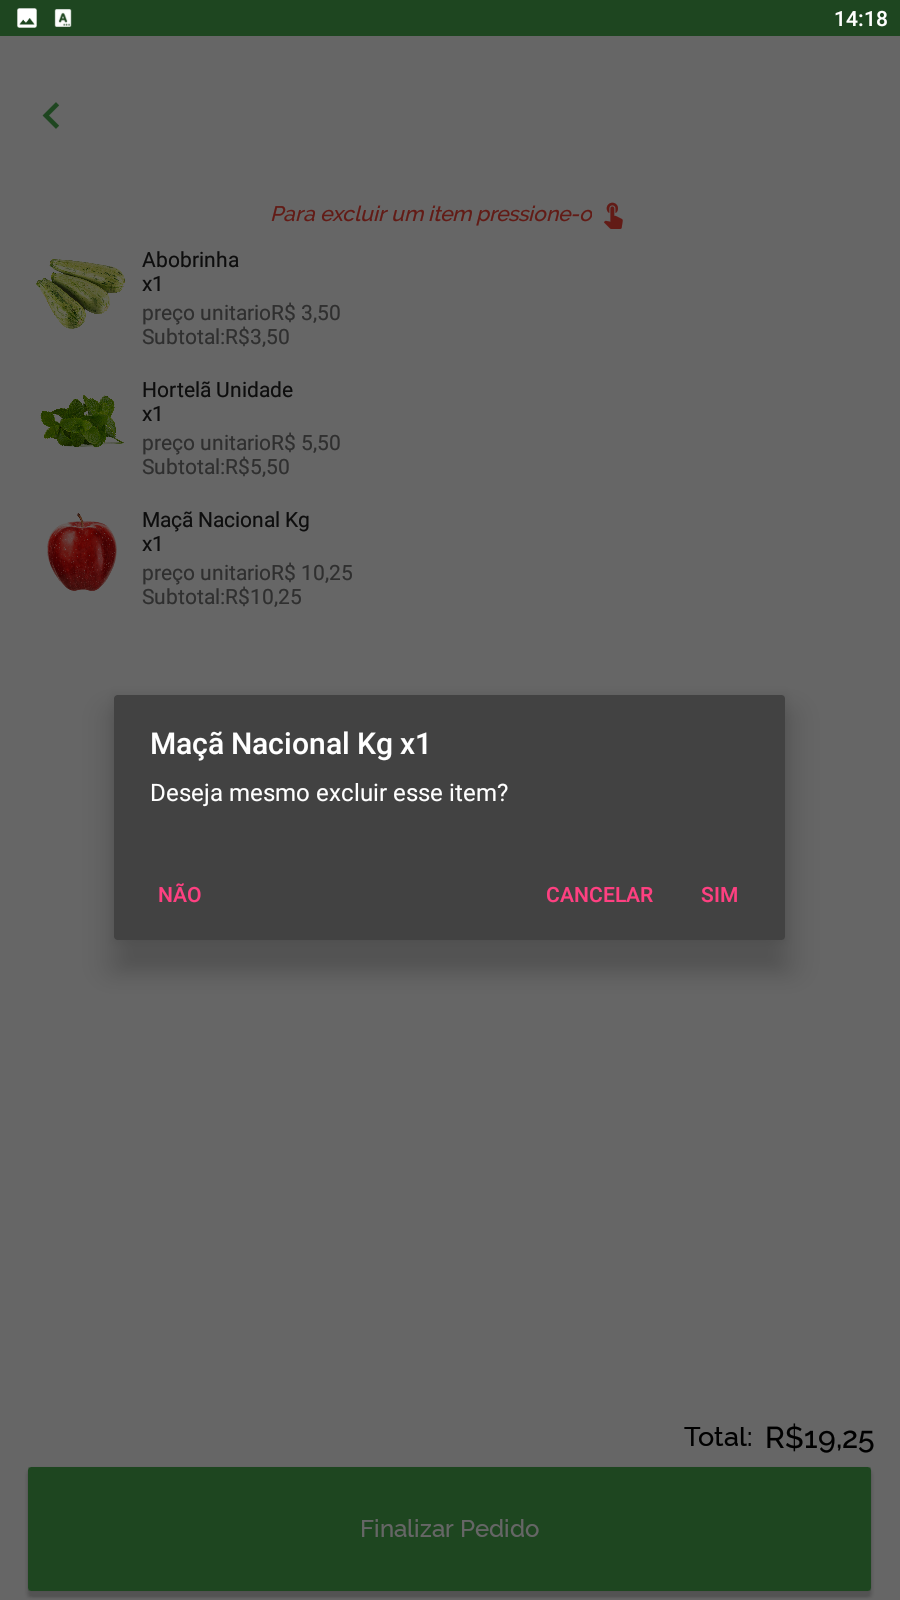 14:18
Para excluir um item pressione-o
Abobrinha
x1
preço unitarioR$ 3,50
Subtotal:R$3,50
Hortelã Unidade
x1
preço unitarioR$ 5,50
Subtotal:R$5,50
Maçã Nacional Kg
x1
preço unitarioR$ 10,25
Subtotal:R$10,25
Maçã Nacional Kg x1
Deseja mesmo excluir esse item?
NÃO CANCELAR SIM
Total: R$19,25
Finalizar Pedido